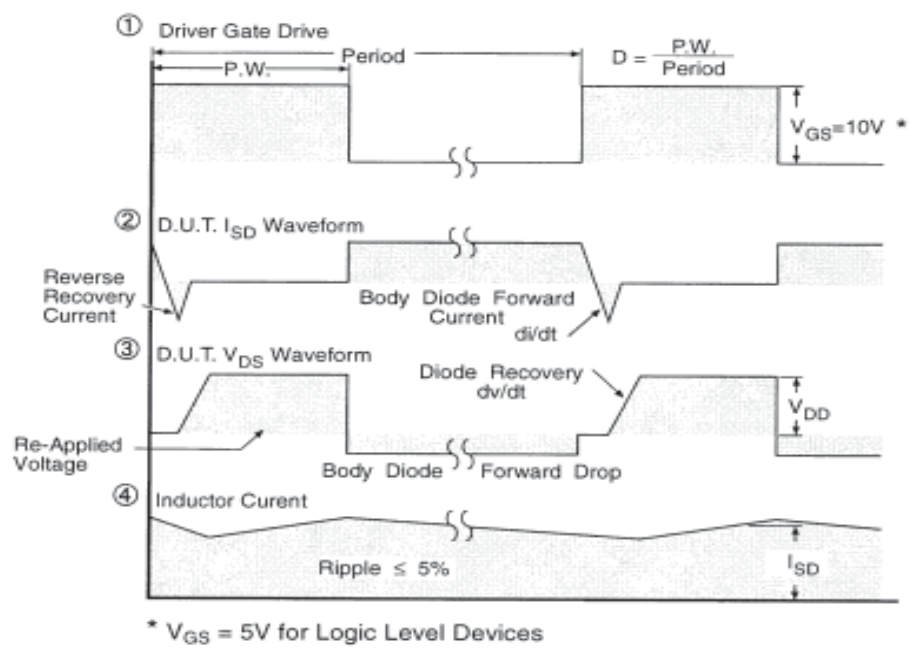 ① Driver Gate Drive
Period
P.W.
D = P.W. / Period
V_GS=10V *
② D.U.T. I_SD Waveform
Reverse
Recovery
Current
Body Diode Forward
Current
di/dt
③ D.U.T. V_DS Waveform
Diode Recovery
dv/dt
V_DD
Re-Applied
Voltage
Body Diode Forward Drop
④ Inductor Curent
Ripple ≤ 5%
I_SD
* V_GS = 5V for Logic Level Devices